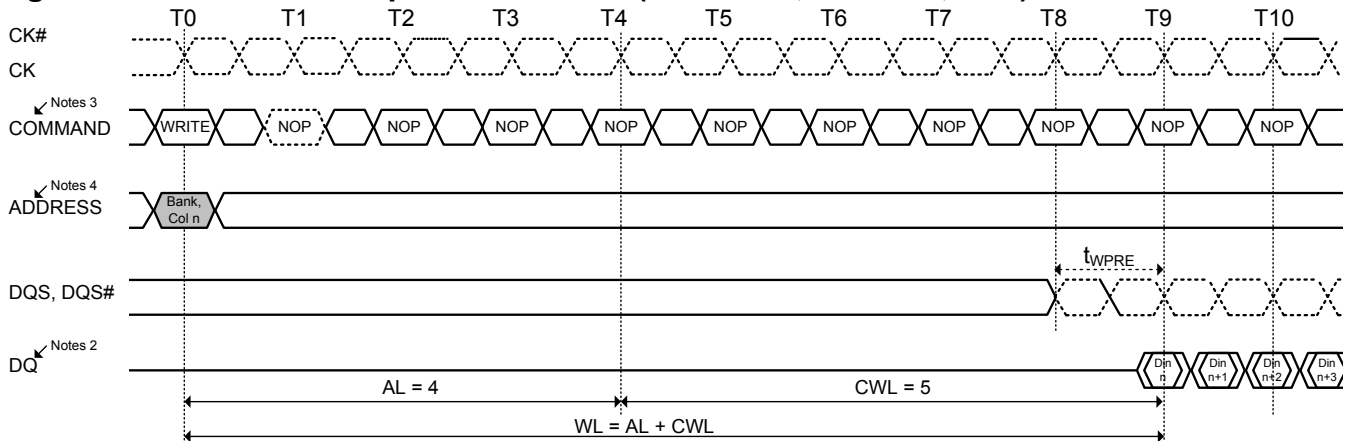 T0 T1 T2 T3 T4 T5 T6 T7 T8 T9 T10
CK#
CK
Notes 3
COMMAND WRITE NOP NOP NOP NOP NOP NOP NOP NOP NOP NOP
Notes 4
ADDRESS Bank,
Col n
tWPRE
DQS, DQS#
Notes 2
DQ Din n Din n+1 Din n+2 Din n+3
AL = 4 CWL = 5
WL = AL + CWL